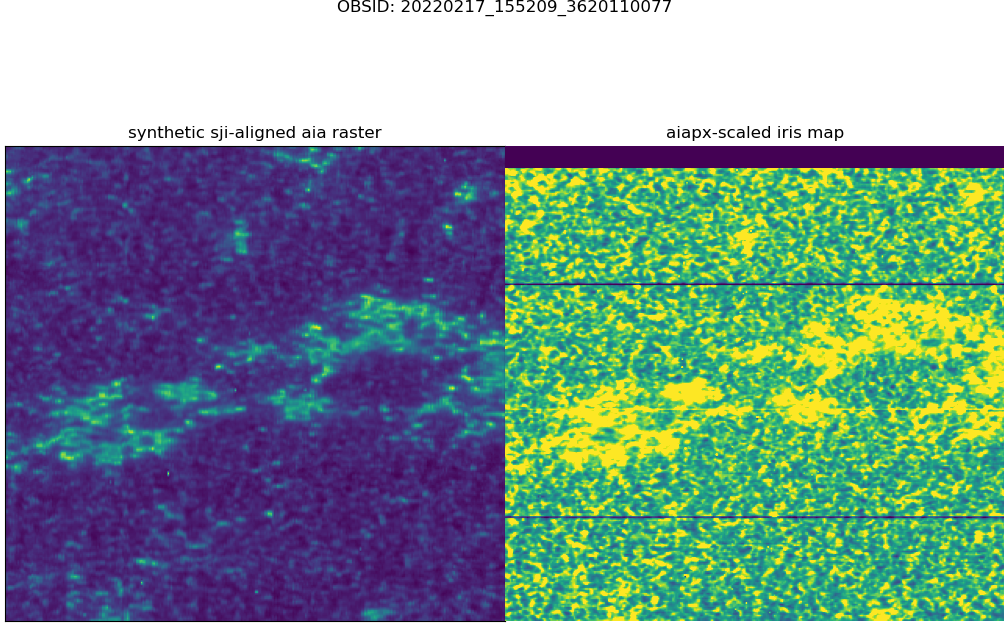 OBSID: 20220217_155209_3620110077
synthetic sji-aligned aia raster
aiapx-scaled iris map